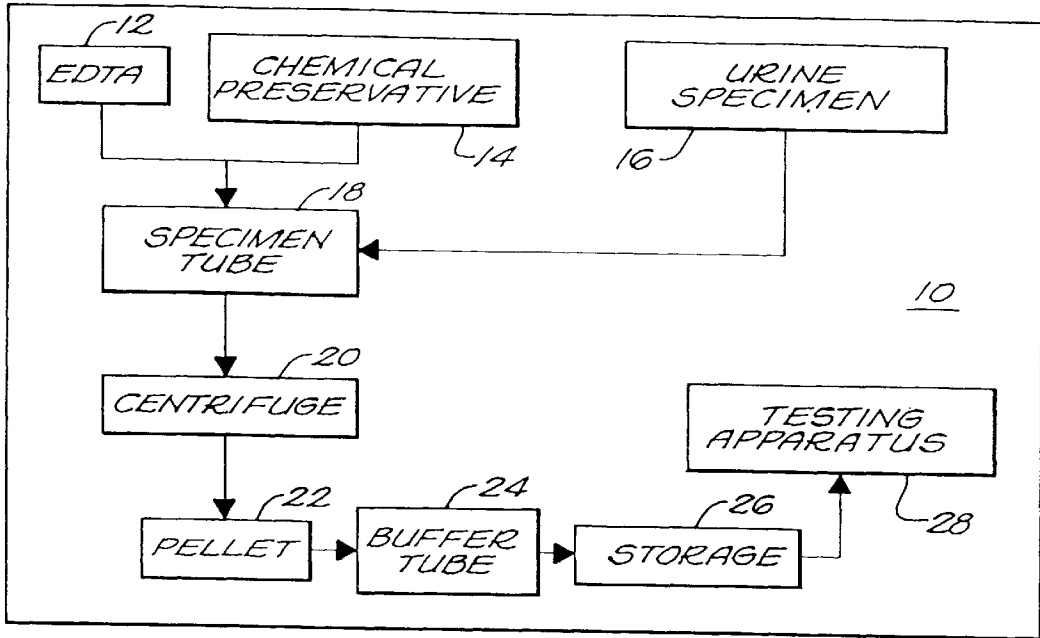 12
EDTA
CHEMICAL
PRESERVATIVE
14
URINE
SPECIMEN
16
18
SPECIMEN
TUBE
10
20
CENTRIFUGE
22
PELLET
24
BUFFER
TUBE
26
STORAGE
TESTING
APPARATUS
28